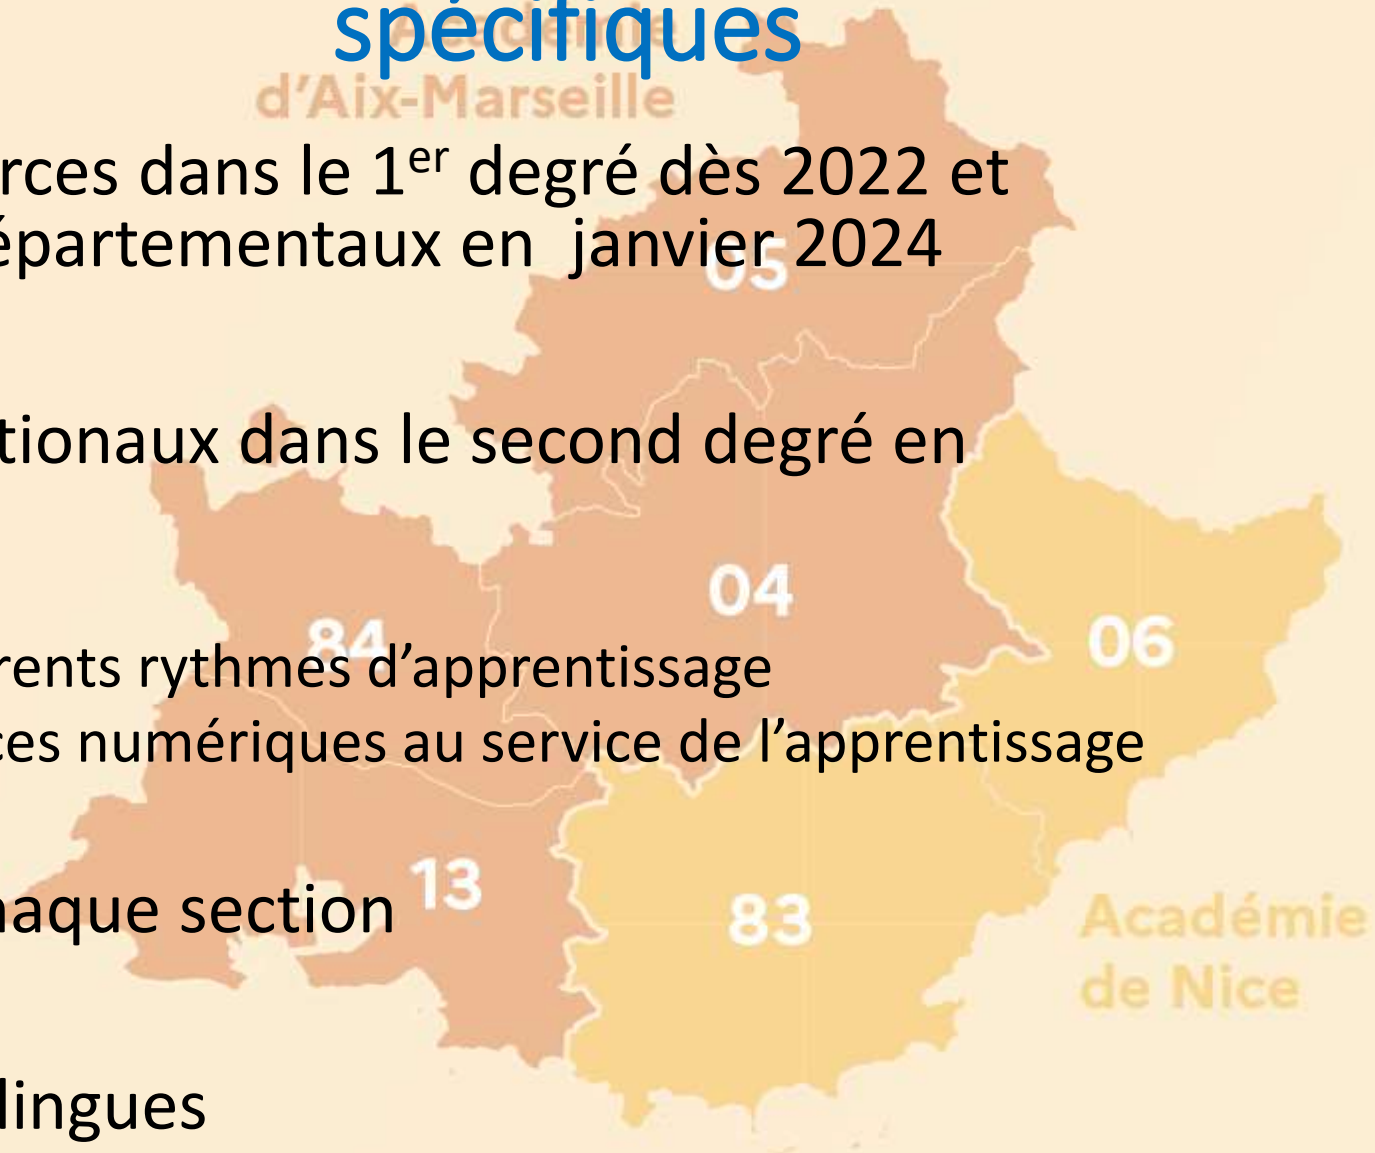 spécifiques
Académie
d'Aix-Marseille
rces dans le 1er degré dès 2022 et
épartementaux en janvier 2024
05
tionaux dans le second degré en
04
84
06
rents rythmes d'apprentissage
ces numériques au service de l'apprentissage
13
haque section
83
Académie
de Nice
lingues